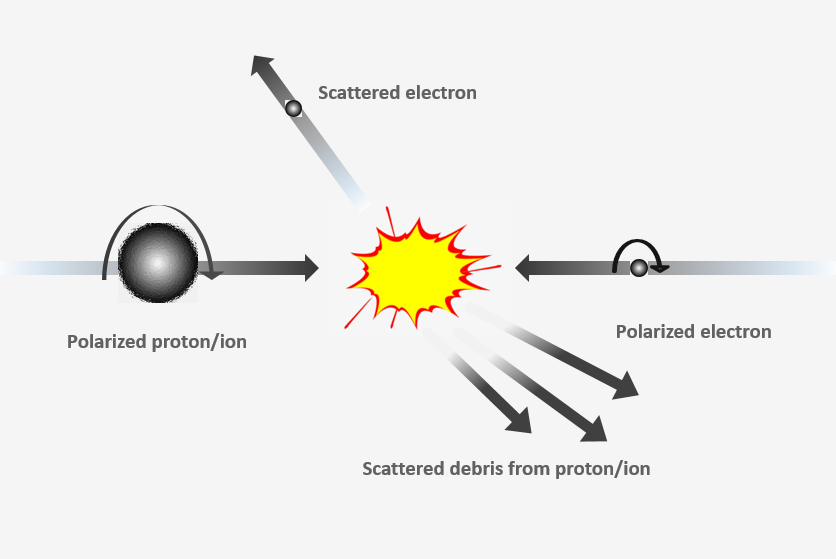 Scattered electron
Polarized proton/ion
Polarized electron
Scattered debris from proton/ion